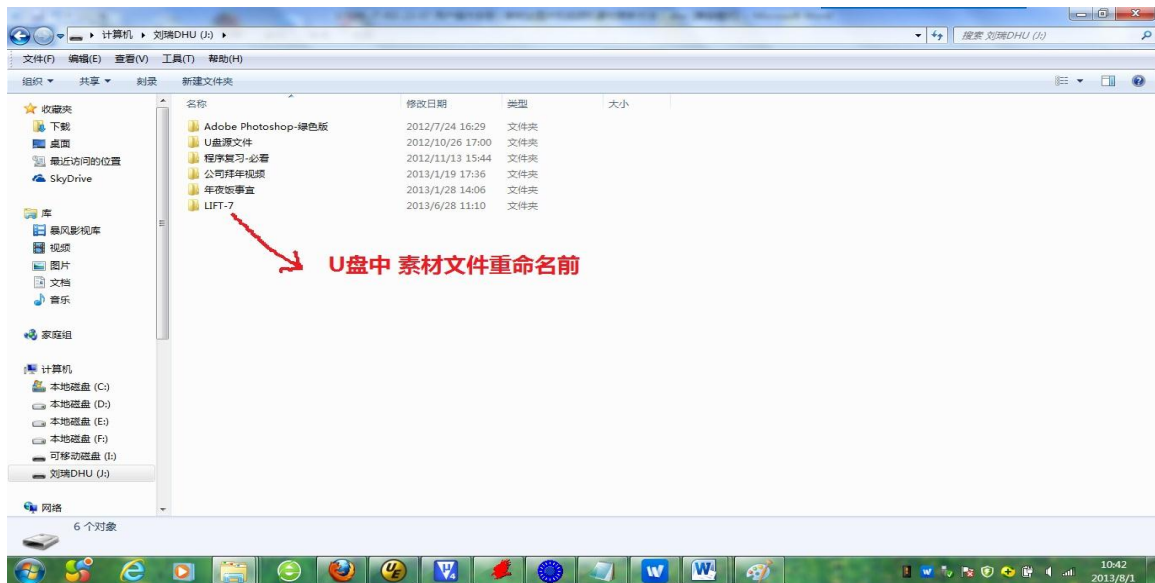 计算机 ▸ 刘瑞DHU (J:) ▸
搜索 刘瑞DHU (J:)
文件(F) 编辑(E) 查看(V) 工具(T) 帮助(H)
组织 共享 刻录 新建文件夹
名称 修改日期 类型 大小
Adobe Photoshop-绿色版 2012/7/24 16:29 文件夹
U盘源文件 2012/10/26 17:00 文件夹
程序复习-必看 2012/11/13 15:44 文件夹
公司拜年视频 2013/1/19 17:36 文件夹
年夜饭事宜 2013/1/28 14:06 文件夹
LIFT-7 2013/6/28 11:10 文件夹
U盘中 素材文件重命名前
收藏夹
下载
桌面
最近访问的位置
SkyDrive
库
暴风影视库
视频
图片
文档
音乐
家庭组
计算机
本地磁盘 (C:)
本地磁盘 (D:)
本地磁盘 (E:)
本地磁盘 (F:)
可移动磁盘 (I:)
刘瑞DHU (J:)
网络
6 个对象
10:42
2013/8/1